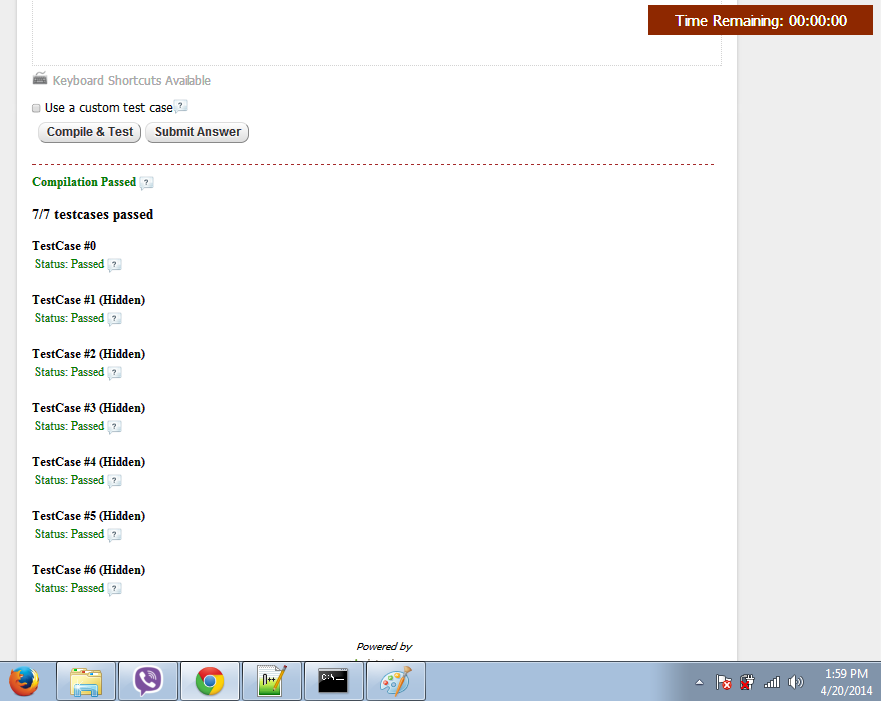 Time Remaining: 00:00:00
Keyboard Shortcuts Available
Use a custom test case ?
Compile & Test Submit Answer
Compilation Passed ?
7/7 testcases passed
TestCase #0
Status: Passed ?
TestCase #1 (Hidden)
Status: Passed ?
TestCase #2 (Hidden)
Status: Passed ?
TestCase #3 (Hidden)
Status: Passed ?
TestCase #4 (Hidden)
Status: Passed ?
TestCase #5 (Hidden)
Status: Passed ?
TestCase #6 (Hidden)
Status: Passed ?
Powered by
C:\_
1:59 PM
4/20/2014